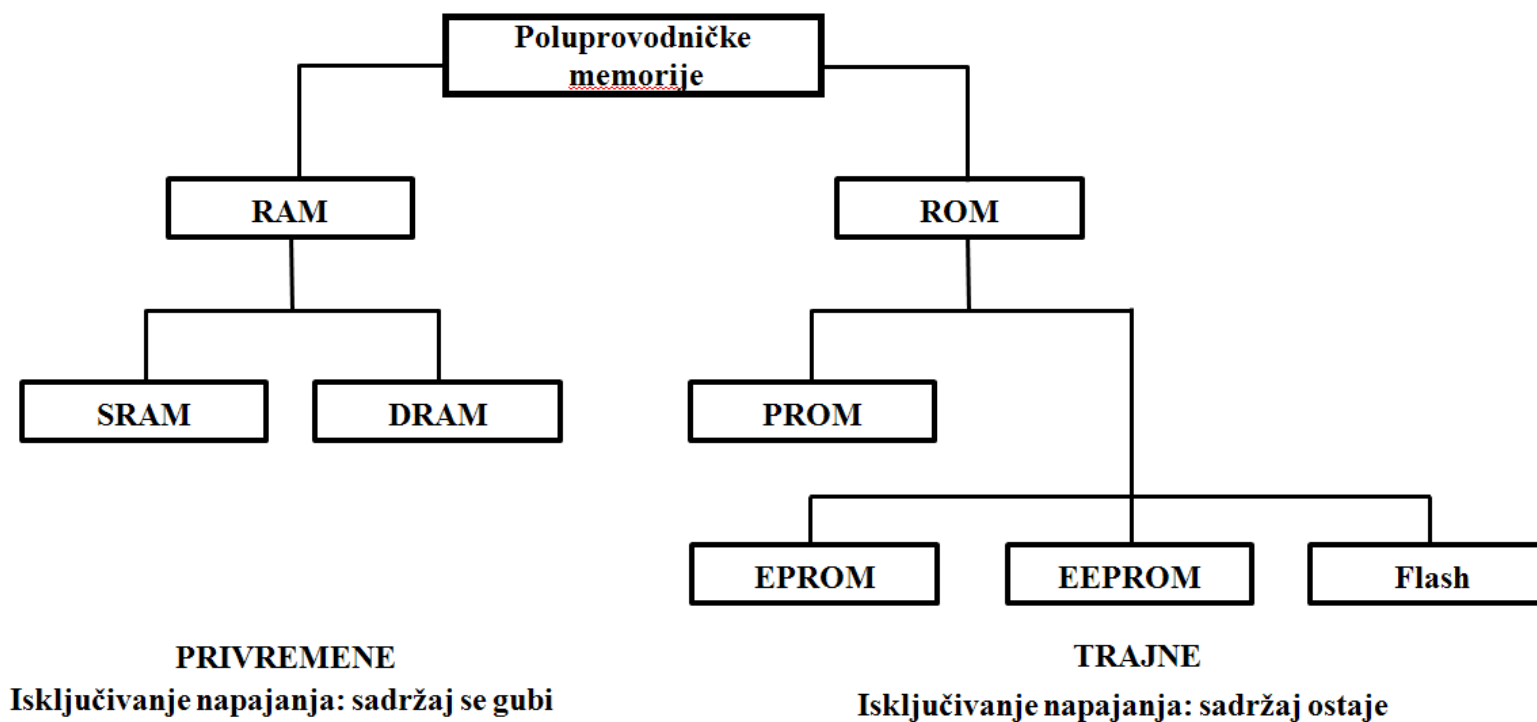 Poluprovodničke
memorije
RAM
ROM
SRAM
DRAM
PROM
EPROM
EEPROM
Flash
PRIVREMENE
Isključivanje napajanja: sadržaj se gubi
TRAJNE
Isključivanje napajanja: sadržaj ostaje